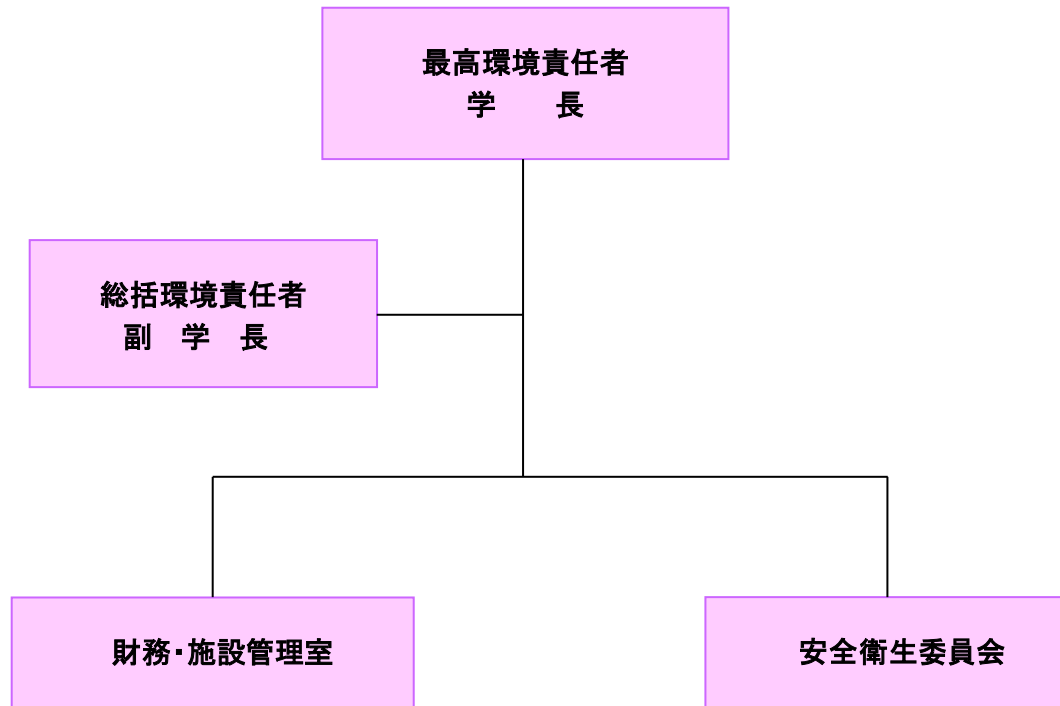 最高環境責任者
学　　長
総括環境責任者
副　学　長
財務・施設管理室
安全衛生委員会